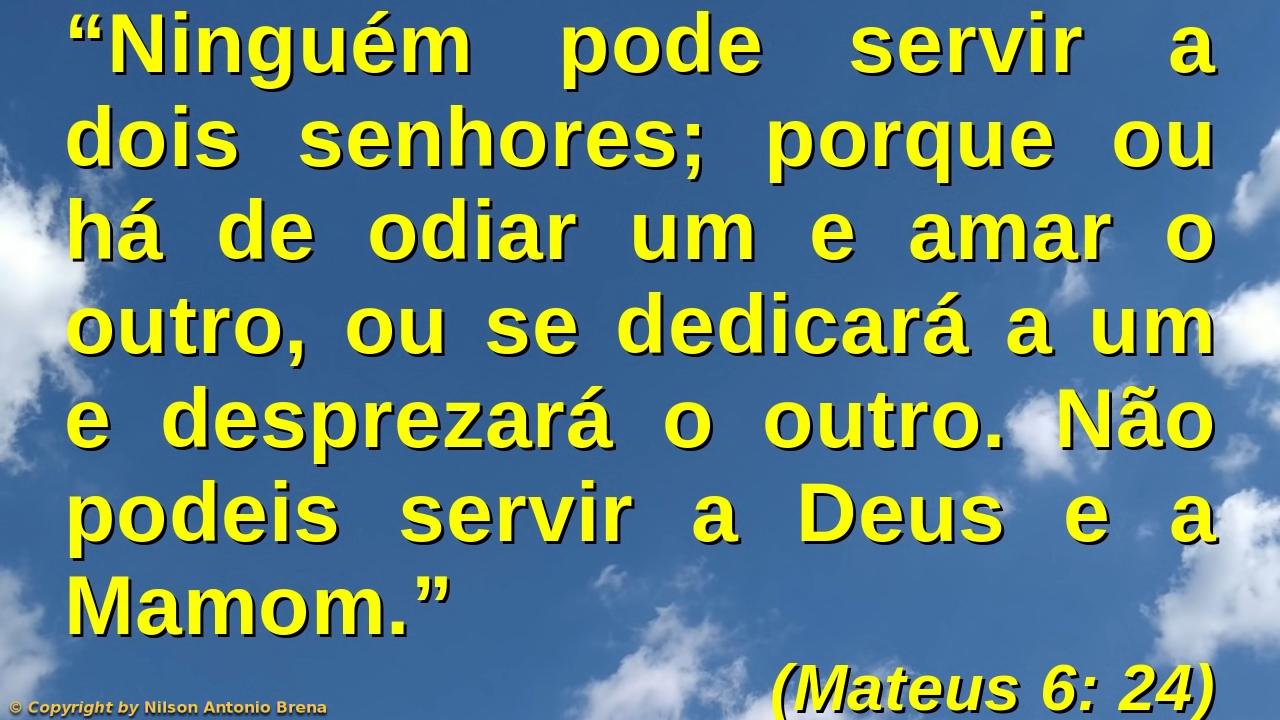 “Ninguém pode servir a
dois senhores; porque ou
há de odiar um e amar o
outro, ou se dedicará a um
e desprezará o outro. Não
podeis servir a Deus e a
Mamom.”
(Mateus 6: 24)
© Copyright by Nilson Antonio Brena